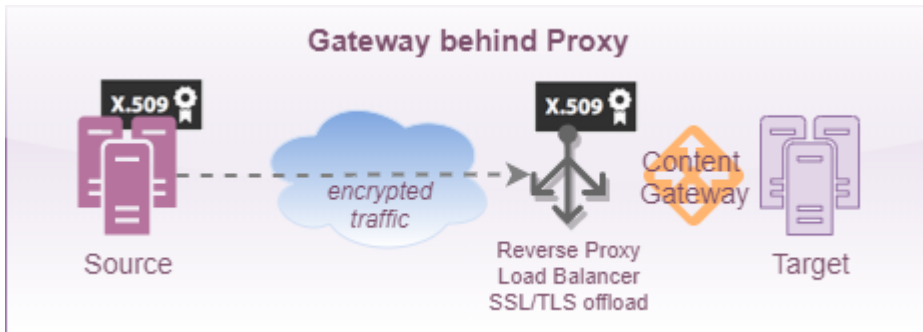 Gateway behind Proxy
X.509
X.509
encrypted
traffic
Content
Gateway
Source
Reverse Proxy
Load Balancer
SSL/TLS offload
Target